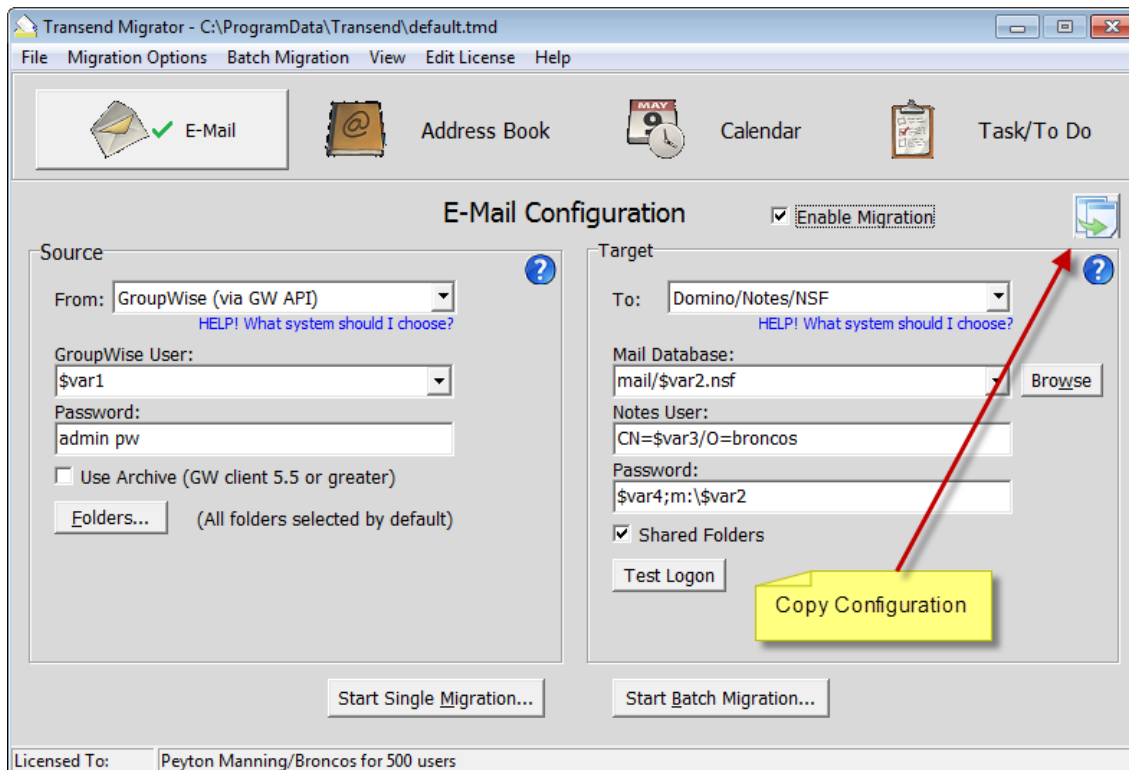 Transend Migrator - C:\ProgramData\Transend\default.tmd
File Migration Options Batch Migration View Edit License Help
E-Mail
Address Book
MAY
9
Calendar
Task/To Do
E-Mail Configuration
Enable Migration
Source
From: GroupWise (via GW API)
HELP! What system should I choose?
GroupWise User:
$var1
Password:
admin pw
Use Archive (GW client 5.5 or greater)
Folders... (All folders selected by default)
Target
To: Domino/Notes/NSF
HELP! What system should I choose?
Mail Database:
mail/$var2.nsf
Browse
Notes User:
CN=$var3/O=broncos
Password:
$var4;m:\$var2
Shared Folders
Test Logon
Copy Configuration
Start Single Migration...
Start Batch Migration...
Licensed To: Peyton Manning/Broncos for 500 users